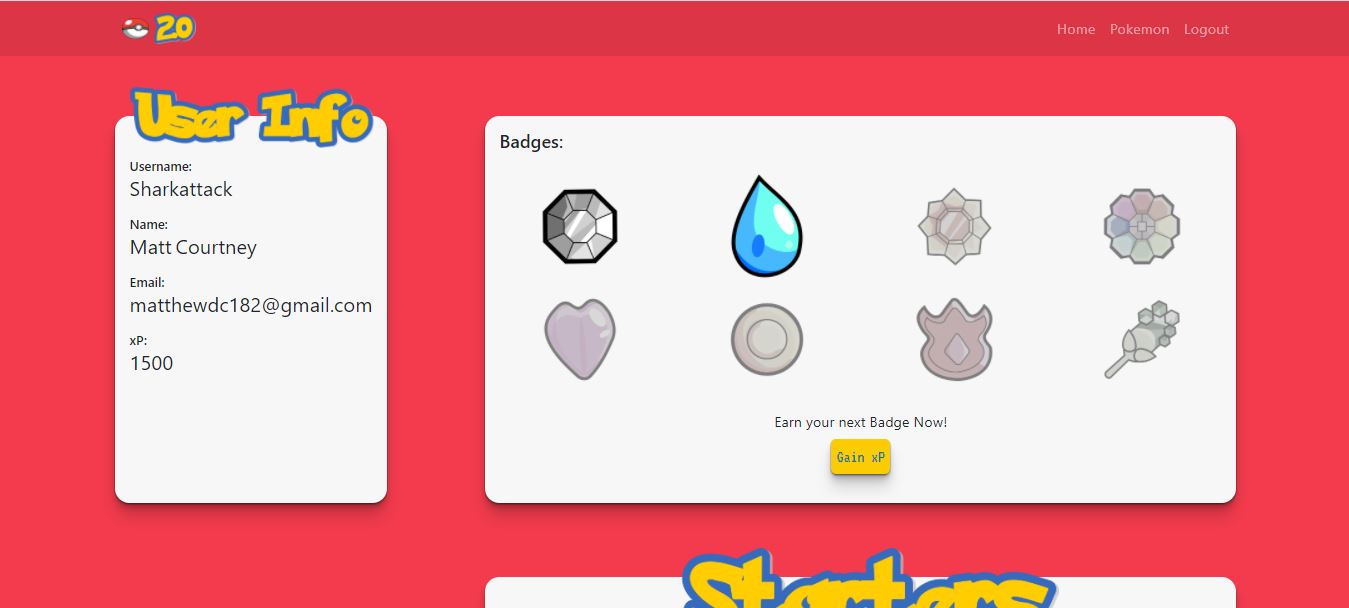 20
Home Pokemon Logout
User Info
Username:
Sharkattack
Name:
Matt Courtney
Email:
matthewdc182@gmail.com
xP:
1500
Badges:
Earn your next Badge Now!
Gain xP
Starters